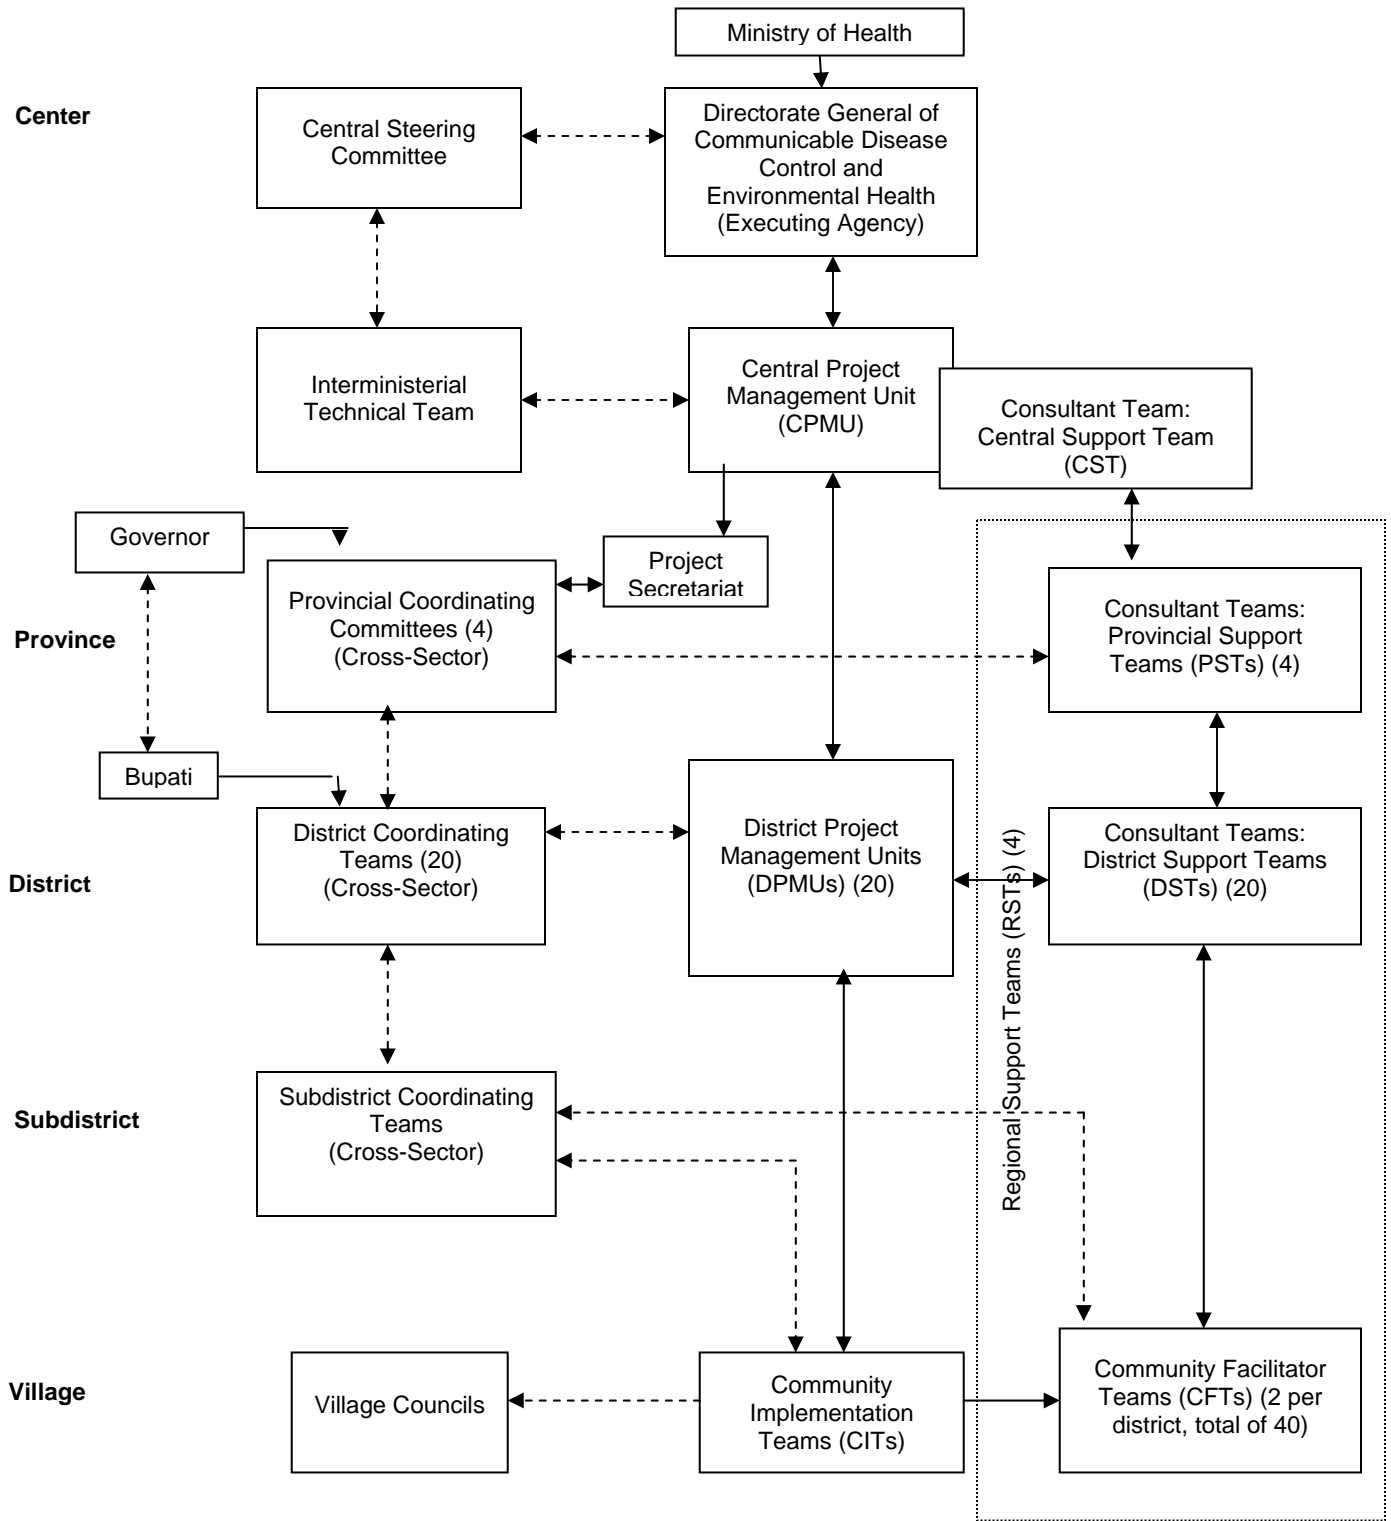 Ministry of Health
Center
Central Steering
Committee
Directorate General of
Communicable Disease
Control and
Environmental Health
(Executing Agency)
Interministerial
Technical Team
Central Project
Management Unit
(CPMU)
Consultant Team:
Central Support Team
(CST)
Governor
Project
Secretariat
Province
Provincial Coordinating
Committees (4)
(Cross-Sector)
Consultant Teams:
Provincial Support
Teams (PSTs) (4)
Bupati
District
District Coordinating
Teams (20)
(Cross-Sector)
District Project
Management Units
(DPMUs) (20)
Regional Support Teams (RSTs) (4)
Consultant Teams:
District Support Teams
(DSTs) (20)
Subdistrict
Subdistrict Coordinating
Teams
(Cross-Sector)
Village
Village Councils
Community
Implementation
Teams (CITs)
Community Facilitator
Teams (CFTs) (2 per
district, total of 40)